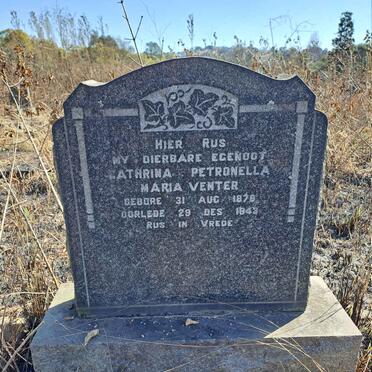 HIER RUS
MY DIERBARE EGENOOT
CATHRINA PETRONELLA
MARIA VENTER
GEBORE 31 AUG 1876
OORLEDE 29 DES 1943
RUS IN VREDE